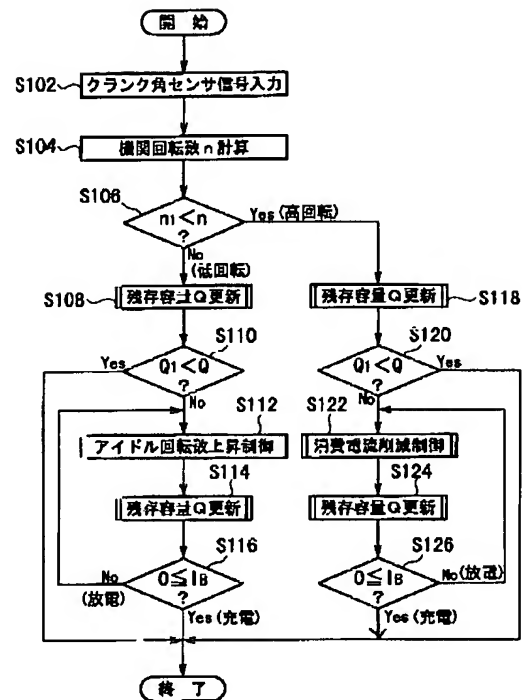 開始
S102
クランク角センサ信号入力
S104
機関回転数n計算
S106
n1<n
?
Yes(高回転)
No
(低回転)
S108
残存容量Q更新
残存容量Q更新
S118
S110
S120
Yes
Q1<Q
?
Q1<Q
?
Yes
No
No
S112
S122
アイドル回転数上昇制御
消費電流削減制御
S114
S124
残存容量Q更新
残存容量Q更新
S116
S126
No
(放電)
0≦IB
?
0≦IB
?
No(放電)
Yes(充電)
Yes(充電)
終了